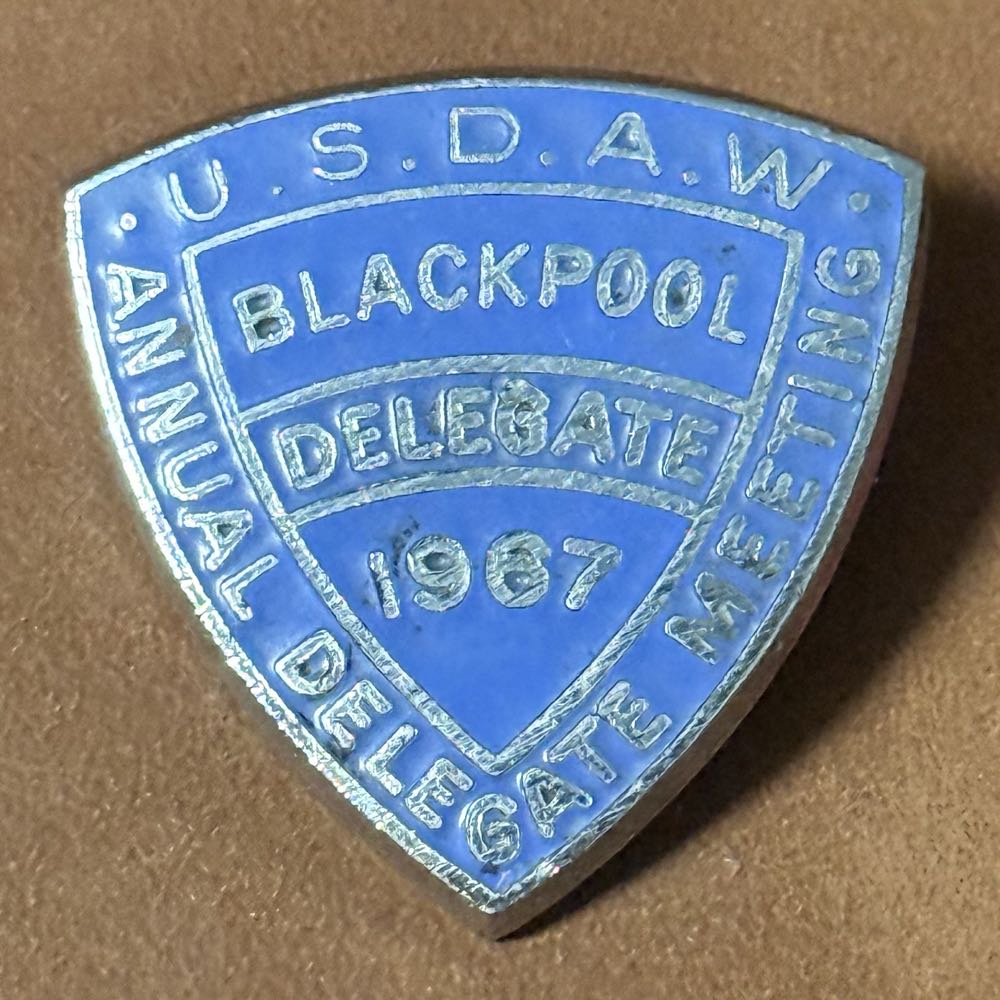 · U.S.D.A.W ·
BLACKPOOL
DELEGATE
1967
ANNUAL DELEGATE MEETING